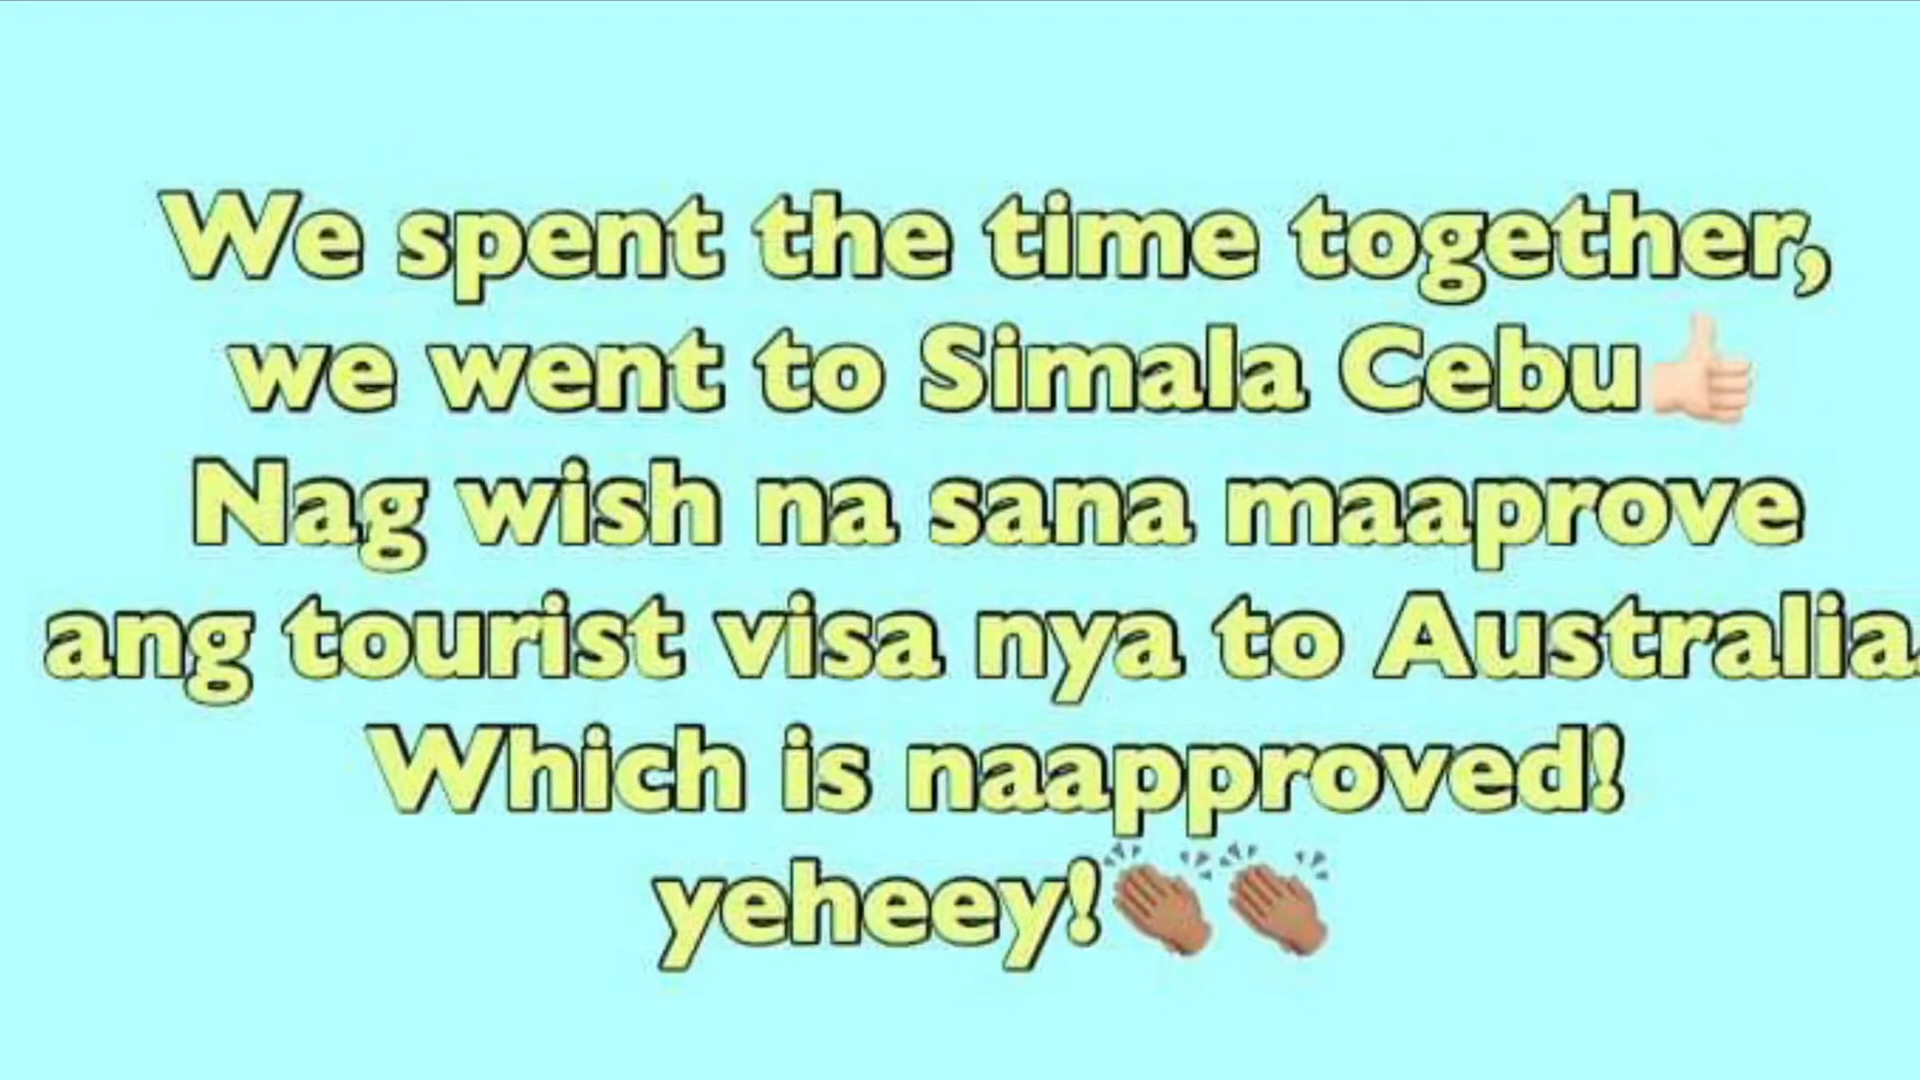 We spent the time together,
we went to Simala Cebu👍🏻
Nag wish na sana maaprove
ang tourist visa nya to Australia.
Which is naapproved!
yeheey!👏🏽👏🏽